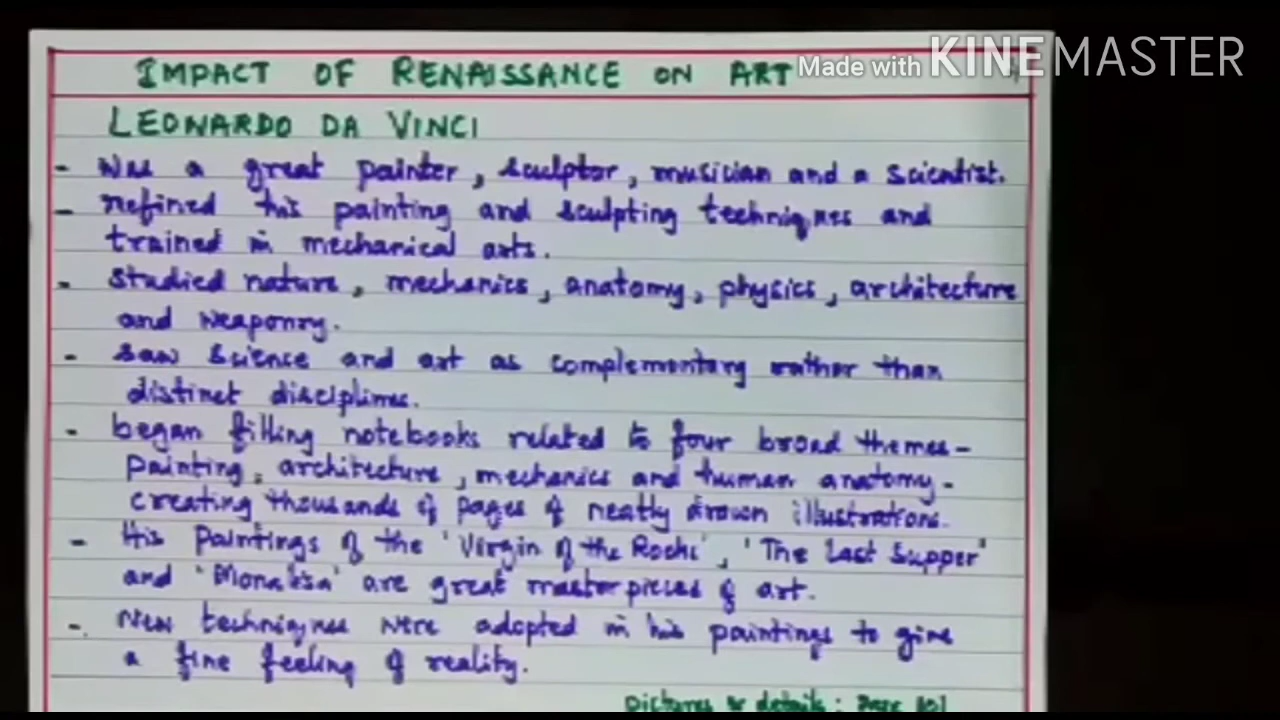 IMPACT OF RENAISSANCE ON ART
Made with KINEMASTER
LEONARDO DA VINCI
- Was a great painter, sculptor, musician and a scientist.
- refined his painting and sculpting techniques and
trained in mechanical arts.
- studied nature, mechanics, anatomy, physics, architecture
and weaponry.
- saw science and art as complementary rather than
distinct disciplines.
- began filling notebooks related to four broad themes -
painting, architecture, mechanics and human anatomy -
creating thousands of pages of neatly drawn illustrations.
- His paintings of the 'Virgin of the Rocks', 'The Last Supper'
and 'Monalisa' are great masterpieces of art.
- New techniques were adopted in his paintings to give
a fine feeling of reality.
Pictures & details: Page 101